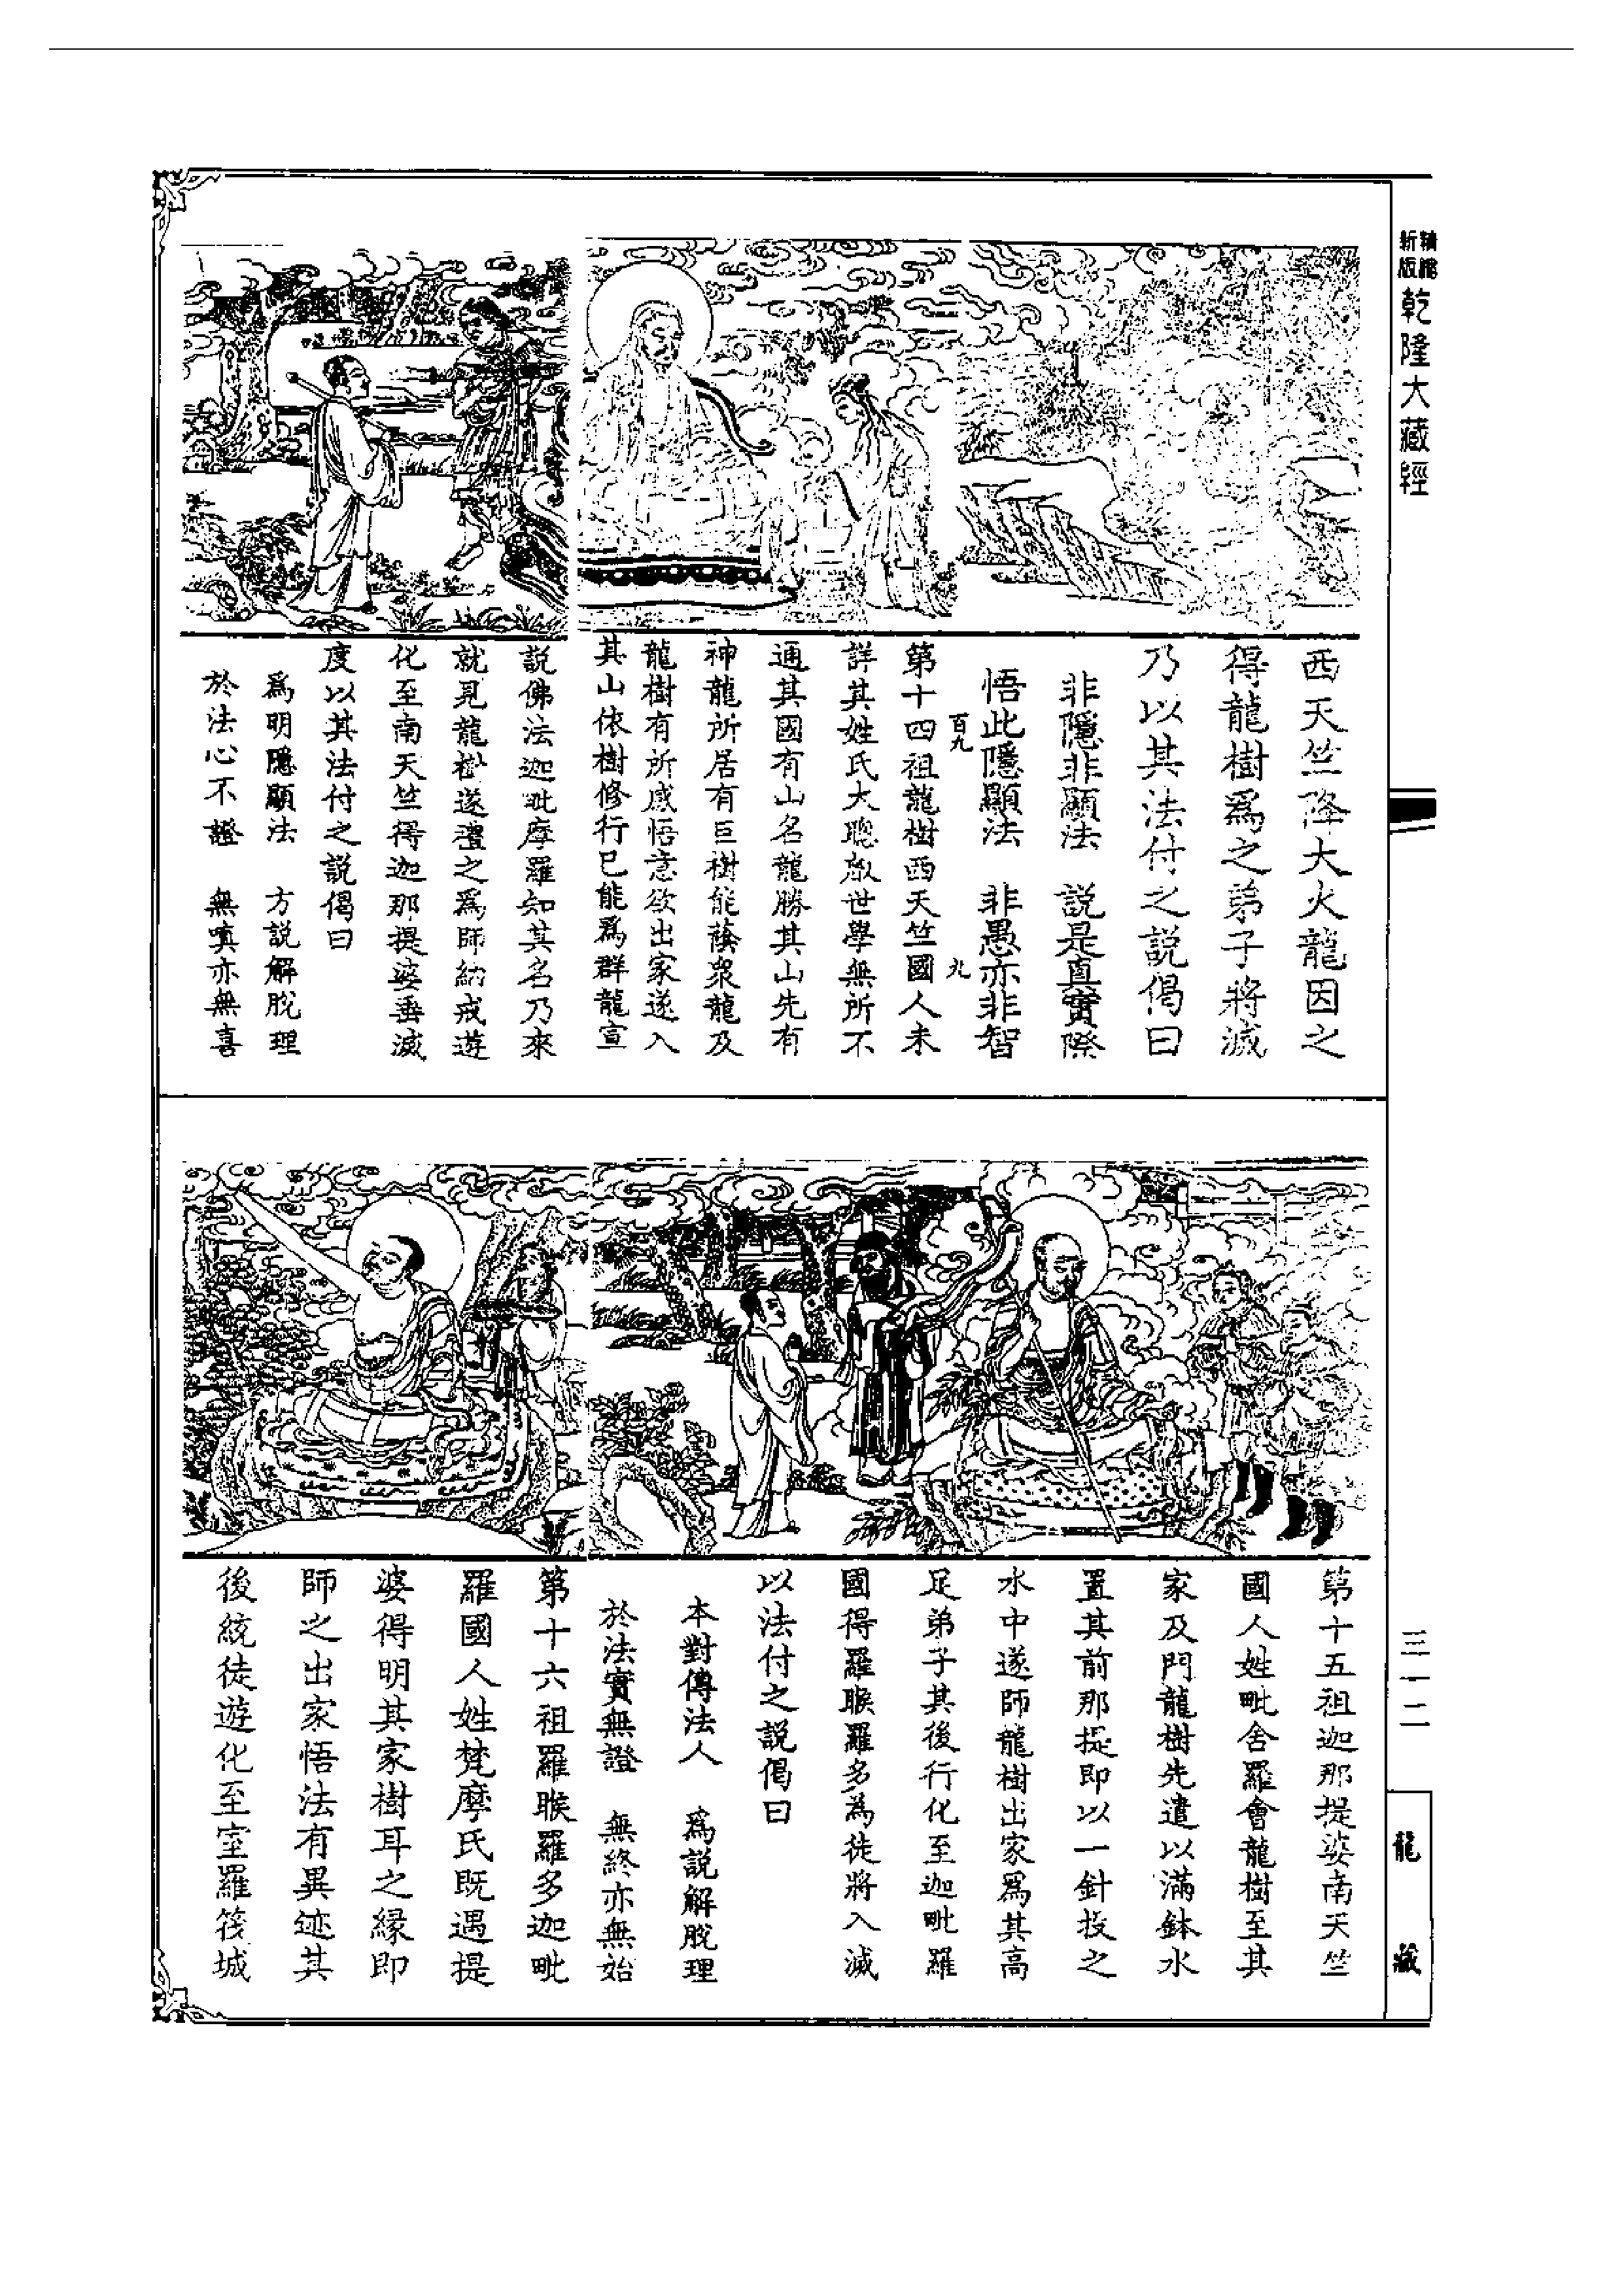 精縮
新版
乾隆大藏經
西天竺降大火龍因之
得龍樹爲之弟子將滅
乃以其法付之説偈曰
非隱非顯法　説是真實際
悟此隱顯法　非愚亦非智
百九　九
第十四祖龍樹西天竺國人未
詳其姓氏大聰敏世學無所不
通其國有山名龍勝其山先有
神龍所居有巨樹能蔭衆龍及
龍樹有所感悟意欲出家遂入
其山依樹修行已能爲群龍宣
説佛法迦毗摩羅知其名乃來
就見龍樹遂禮之爲師納戒遊
化至南天竺得迦那提婆垂滅
度以其法付之説偈曰
爲明隱顯法　方説解脫理
於法心不證　無嗔亦無喜
第十五祖迦那提婆南天竺
國人姓毗舍羅會龍樹至其
家及門龍樹先遣以滿鉢水
置其前那提即以一針投之
水中遂師龍樹出家爲其高
足弟子其後行化至迦毗羅
國得羅睺羅多為徒將入滅
以法付之説偈曰
本對傳法人　爲説解脫理
於法實無證　無終亦無始
第十六祖羅睺羅多迦毗
羅國人姓梵摩氏既遇提
婆得明其家樹耳之緣即
師之出家悟法有異迹其
後統徒遊化至室羅筏城
三一二
龍藏